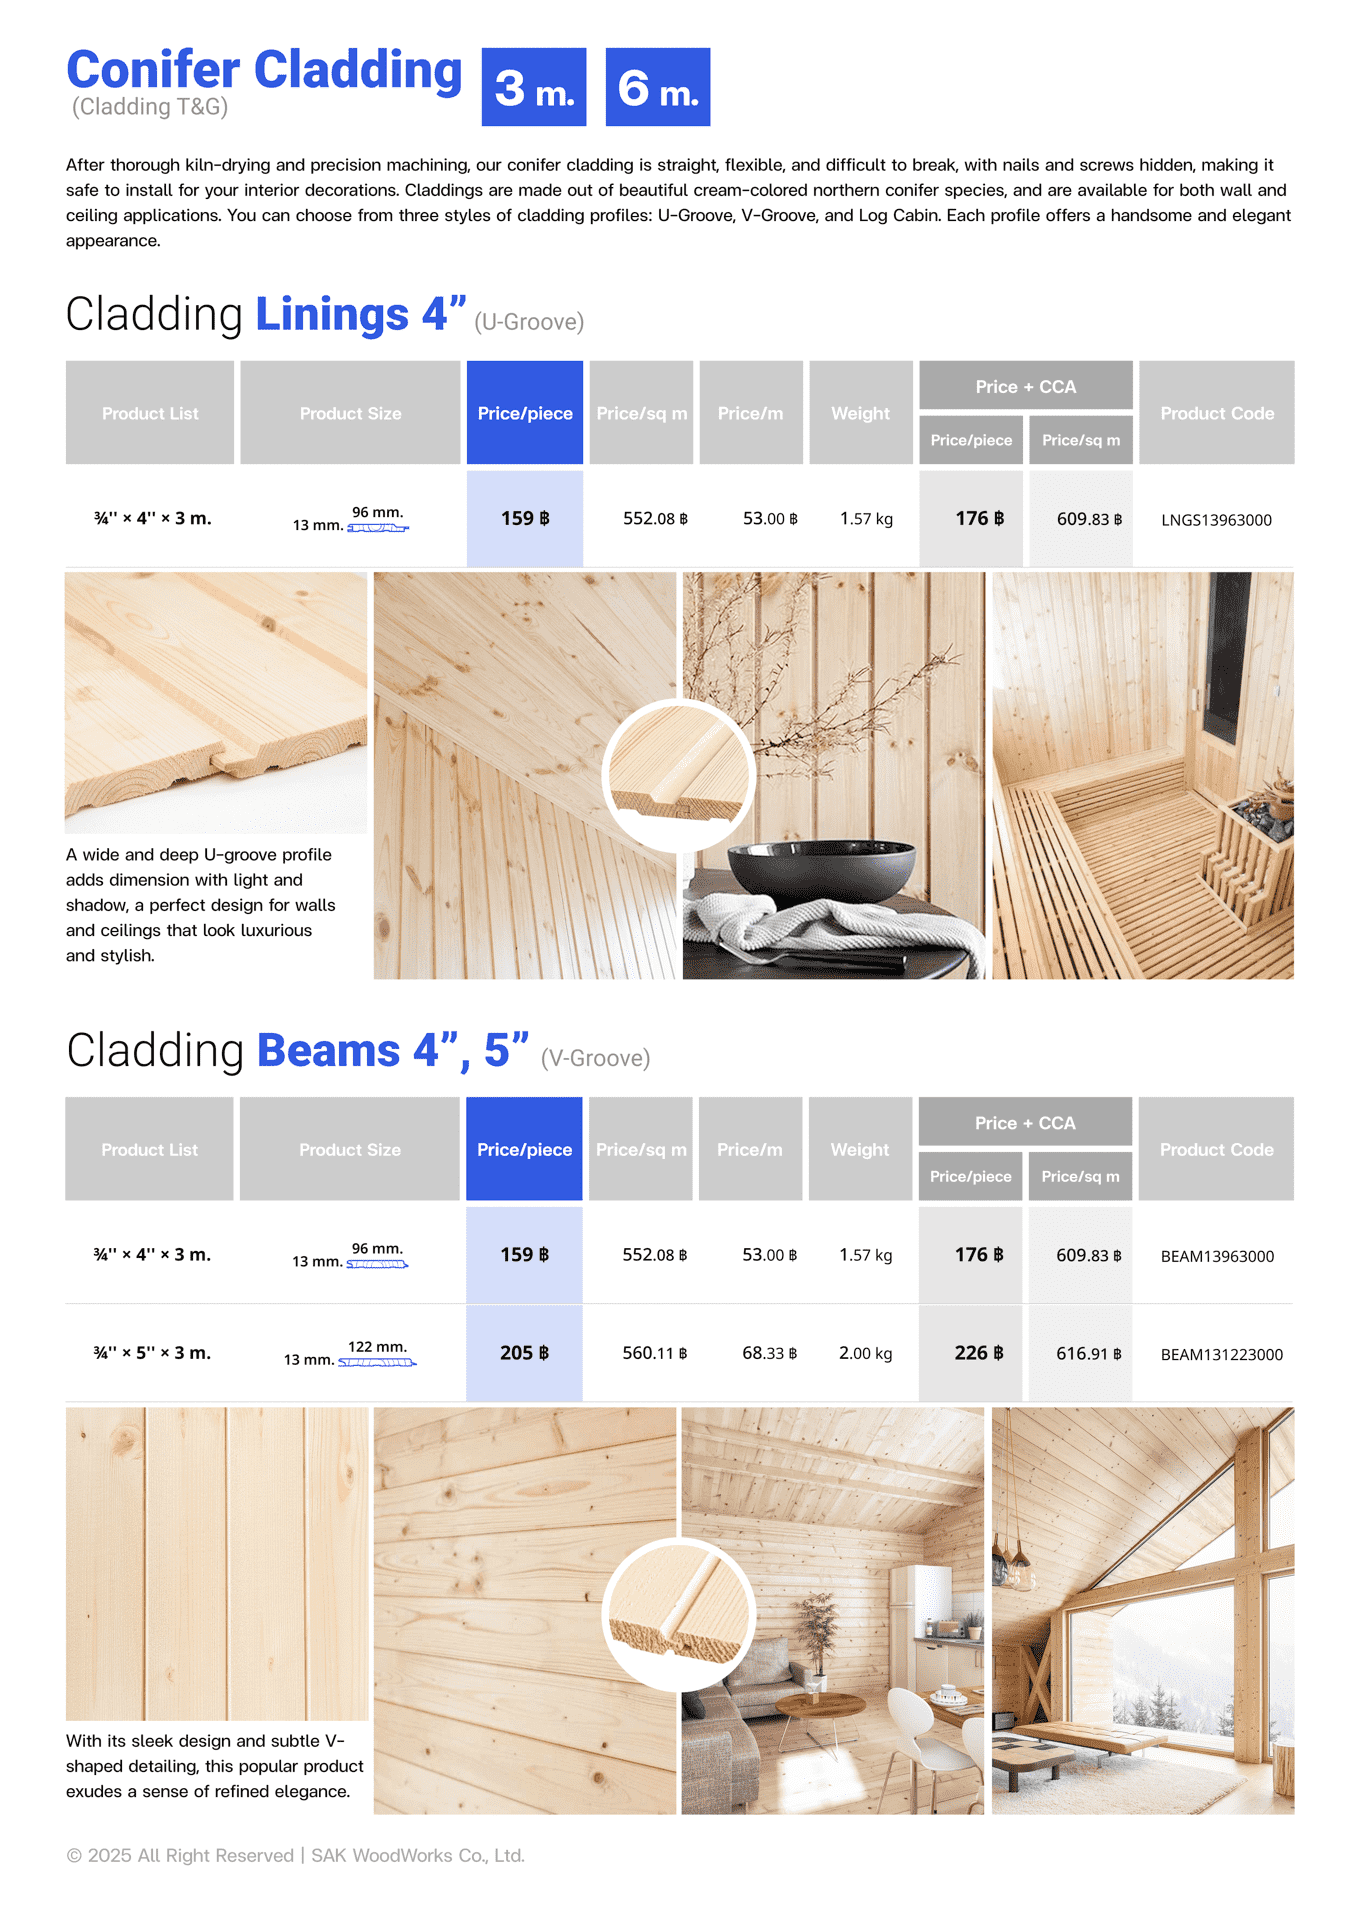 Conifer Cladding
3 m.
6 m.
(Cladding T&G)
After thorough kiln-drying and precision machining, our conifer cladding is straight, flexible, and difficult to break, with nails and screws hidden, making it
safe to install for your interior decorations. Claddings are made out of beautiful cream-colored northern conifer species, and are available for both wall and
ceiling applications. You can choose from three styles of cladding profiles: U-Groove, V-Groove, and Log Cabin. Each profile offers a handsome and elegant
appearance.
Cladding Linings 4” (U-Groove)
Product List Product Size Price/piece Price/sq m Price/m Weight Price + CCA Product Code
Price/piece Price/sq m
¾'' × 4'' × 3 m. 13 mm. 96 mm. 159 ฿ 552.08 ฿ 53.00 ฿ 1.57 kg 176 ฿ 609.83 ฿ LNGS13963000
A wide and deep U-groove profile
adds dimension with light and
shadow, a perfect design for walls
and ceilings that look luxurious
and stylish.
Cladding Beams 4”, 5” (V-Groove)
Product List Product Size Price/piece Price/sq m Price/m Weight Price + CCA Product Code
Price/piece Price/sq m
¾'' × 4'' × 3 m. 13 mm. 96 mm. 159 ฿ 552.08 ฿ 53.00 ฿ 1.57 kg 176 ฿ 609.83 ฿ BEAM13963000
¾'' × 5'' × 3 m. 13 mm. 122 mm. 205 ฿ 560.11 ฿ 68.33 ฿ 2.00 kg 226 ฿ 616.91 ฿ BEAM131223000
With its sleek design and subtle V-
shaped detailing, this popular product
exudes a sense of refined elegance.
© 2025 All Right Reserved | SAK WoodWorks Co., Ltd.